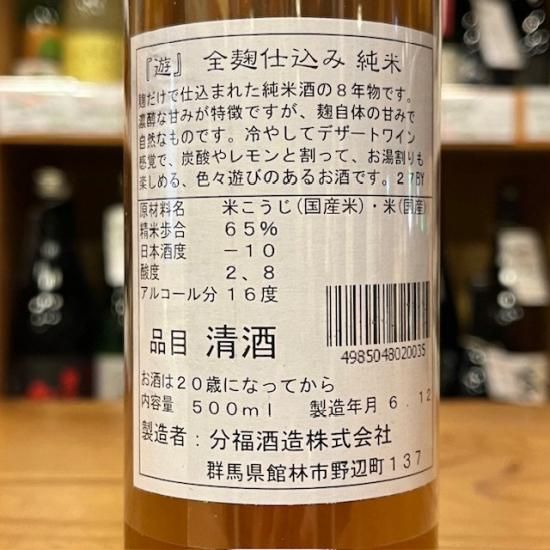 『遊』 全麹仕込み 純米
麹だけで仕込まれた純米酒の8年物です。
濃醇な甘みが特徴ですが、麹自体の甘みで
自然なものです。冷やしてデザートワイン
感覚で、炭酸やレモンと割って、お湯割りも
楽しめる、色々遊びのあるお酒です。27BY
原材料名 米こうじ(国産米)・米(国産)
精米歩合 65%
日本酒度 −10
酸度 2、8
アルコール分16度
品目 清酒
4985048020035
お酒は20歳になってから
内容量 500ml 製造年月 6.12
製造者:分福酒造株式会社
群馬県館林市野辺町137